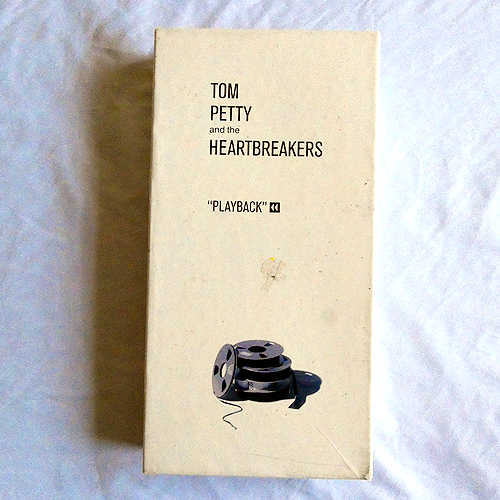 TOM
PETTY
and the
HEARTBREAKERS
"PLAYBACK"